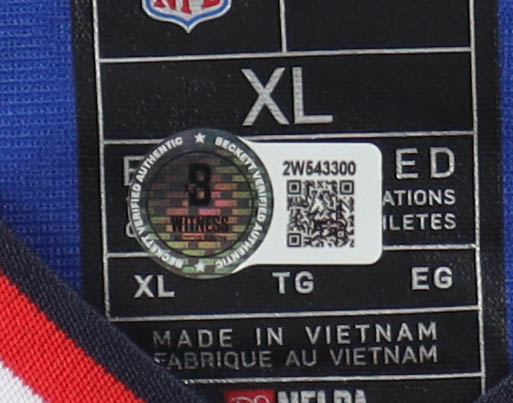 NFL
XL
BECKETT VERIFIED AUTHENTIC
BECKETT VERIFIED AUTHENTIC
B
WITNESS
2W543300
ED
ATIONS
LETES
XL TG EG
MADE IN VIETNAM
FABRIQUE AU VIETNAM
NFLPA